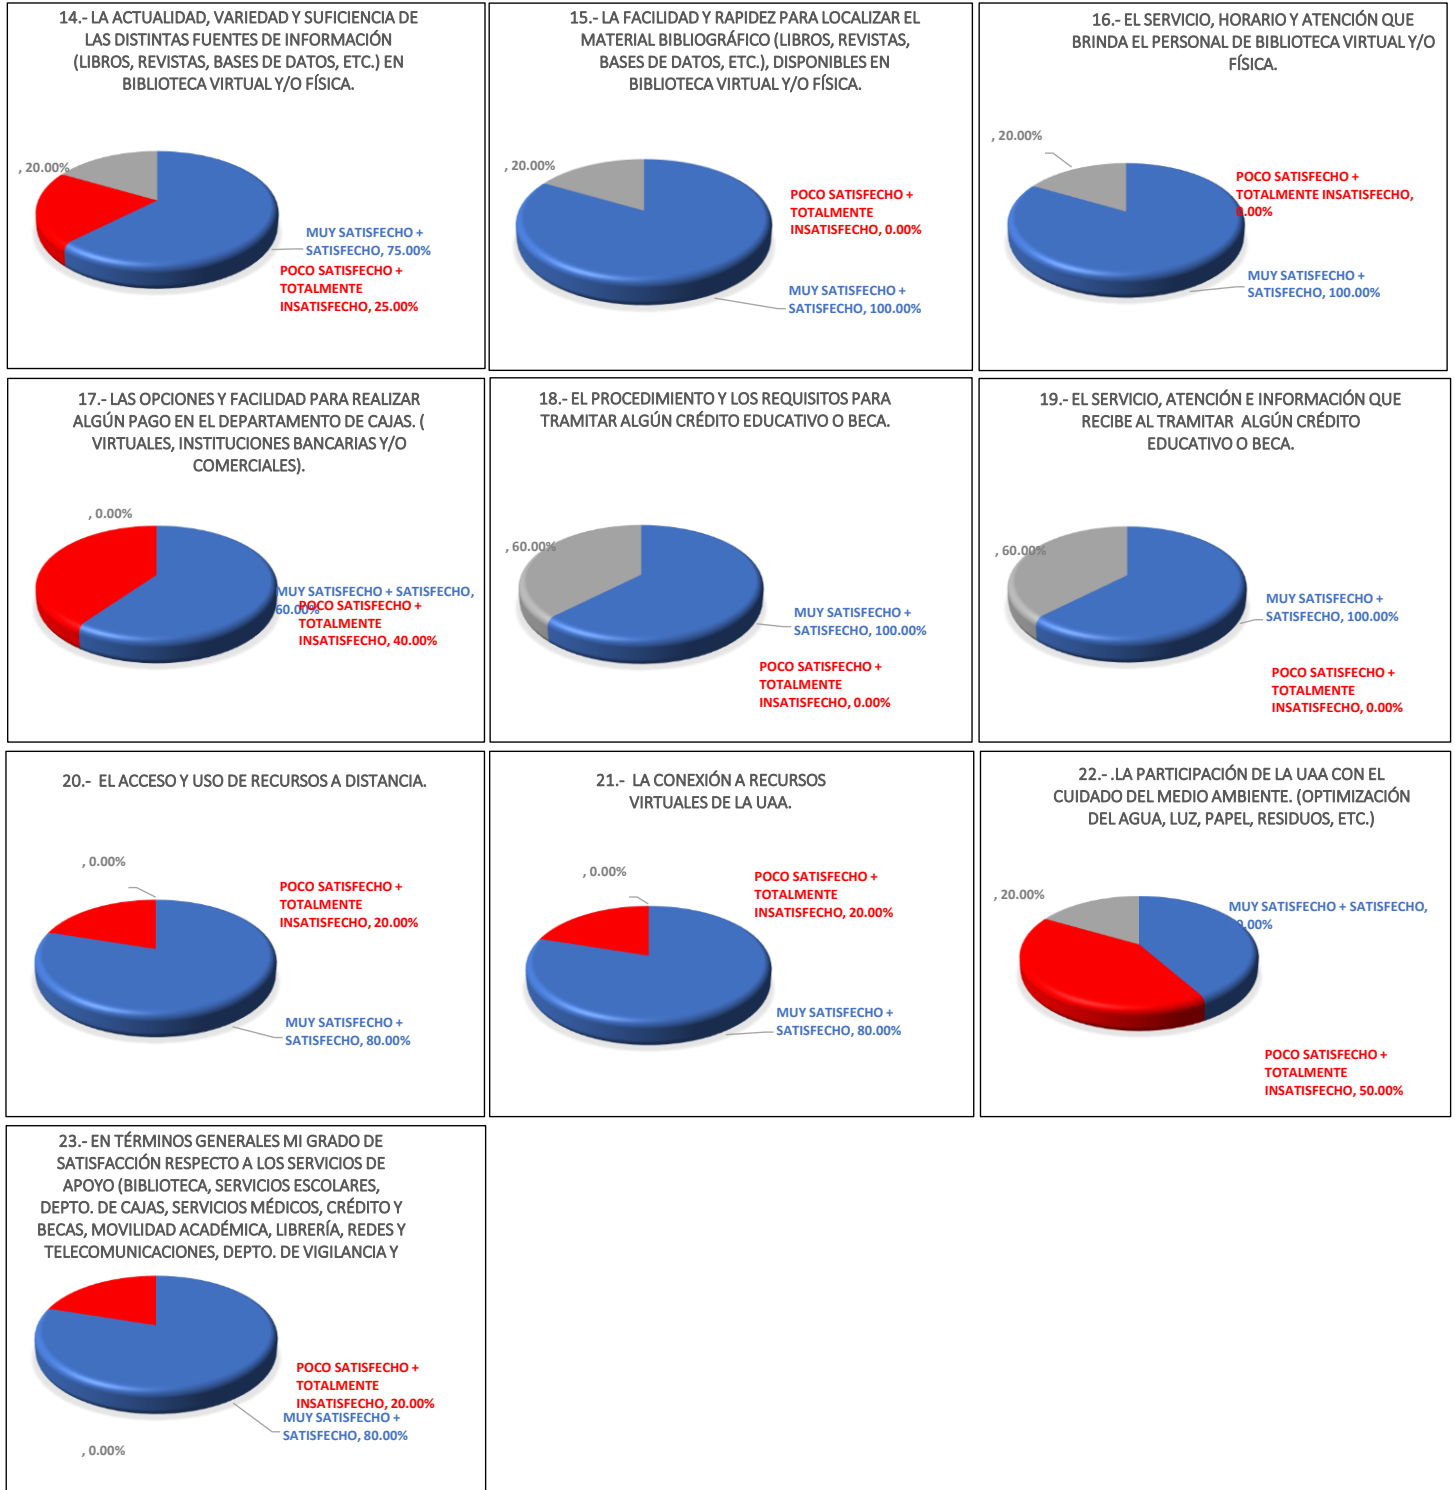 14.- LA ACTUALIDAD, VARIEDAD Y SUFICIENCIA DE
LAS DISTINTAS FUENTES DE INFORMACIÓN
(LIBROS, REVISTAS, BASES DE DATOS, ETC.) EN
BIBLIOTECA VIRTUAL Y/O FÍSICA.
, 20.00%
MUY SATISFECHO +
SATISFECHO, 75.00%
POCO SATISFECHO +
TOTALMENTE
INSATISFECHO, 25.00%
15.- LA FACILIDAD Y RAPIDEZ PARA LOCALIZAR EL
MATERIAL BIBLIOGRÁFICO (LIBROS, REVISTAS,
BASES DE DATOS, ETC.), DISPONIBLES EN
BIBLIOTECA VIRTUAL Y/O FÍSICA.
, 20.00%
POCO SATISFECHO +
TOTALMENTE
INSATISFECHO, 0.00%
MUY SATISFECHO +
SATISFECHO, 100.00%
16.- EL SERVICIO, HORARIO Y ATENCIÓN QUE
BRINDA EL PERSONAL DE BIBLIOTECA VIRTUAL Y/O
FÍSICA.
, 20.00%
POCO SATISFECHO +
TOTALMENTE INSATISFECHO,
0.00%
MUY SATISFECHO +
SATISFECHO, 100.00%
17.- LAS OPCIONES Y FACILIDAD PARA REALIZAR
ALGÚN PAGO EN EL DEPARTAMENTO DE CAJAS. (
VIRTUALES, INSTITUCIONES BANCARIAS Y/O
COMERCIALES).
, 0.00%
MUY SATISFECHO + SATISFECHO,
60.00%
POCO SATISFECHO +
TOTALMENTE
INSATISFECHO, 40.00%
18.- EL PROCEDIMIENTO Y LOS REQUISITOS PARA
TRAMITAR ALGÚN CRÉDITO EDUCATIVO O BECA.
, 60.00%
MUY SATISFECHO +
SATISFECHO, 100.00%
POCO SATISFECHO +
TOTALMENTE
INSATISFECHO, 0.00%
19.- EL SERVICIO, ATENCIÓN E INFORMACIÓN QUE
RECIBE AL TRAMITAR  ALGÚN CRÉDITO
EDUCATIVO O BECA.
, 60.00%
MUY SATISFECHO +
SATISFECHO, 100.00%
POCO SATISFECHO +
TOTALMENTE
INSATISFECHO, 0.00%
20.-  EL ACCESO Y USO DE RECURSOS A DISTANCIA.
, 0.00%
POCO SATISFECHO +
TOTALMENTE
INSATISFECHO, 20.00%
MUY SATISFECHO +
SATISFECHO, 80.00%
21.-  LA CONEXIÓN A RECURSOS
VIRTUALES DE LA UAA.
, 0.00%
POCO SATISFECHO +
TOTALMENTE
INSATISFECHO, 20.00%
MUY SATISFECHO +
SATISFECHO, 80.00%
22.- .LA PARTICIPACIÓN DE LA UAA CON EL
CUIDADO DEL MEDIO AMBIENTE. (OPTIMIZACIÓN
DEL AGUA, LUZ, PAPEL, RESIDUOS, ETC.)
, 20.00%
MUY SATISFECHO + SATISFECHO,
POCO SATISFECHO +
TOTALMENTE
INSATISFECHO, 50.00%
23.- EN TÉRMINOS GENERALES MI GRADO DE
SATISFACCIÓN RESPECTO A LOS SERVICIOS DE
APOYO (BIBLIOTECA, SERVICIOS ESCOLARES,
DEPTO. DE CAJAS, SERVICIOS MÉDICOS, CRÉDITO Y
BECAS, MOVILIDAD ACADÉMICA, LIBRERÍA, REDES Y
TELECOMUNICACIONES, DEPTO. DE VIGILANCIA Y
POCO SATISFECHO +
TOTALMENTE
INSATISFECHO, 20.00%
MUY SATISFECHO +
SATISFECHO, 80.00%
, 0.00%